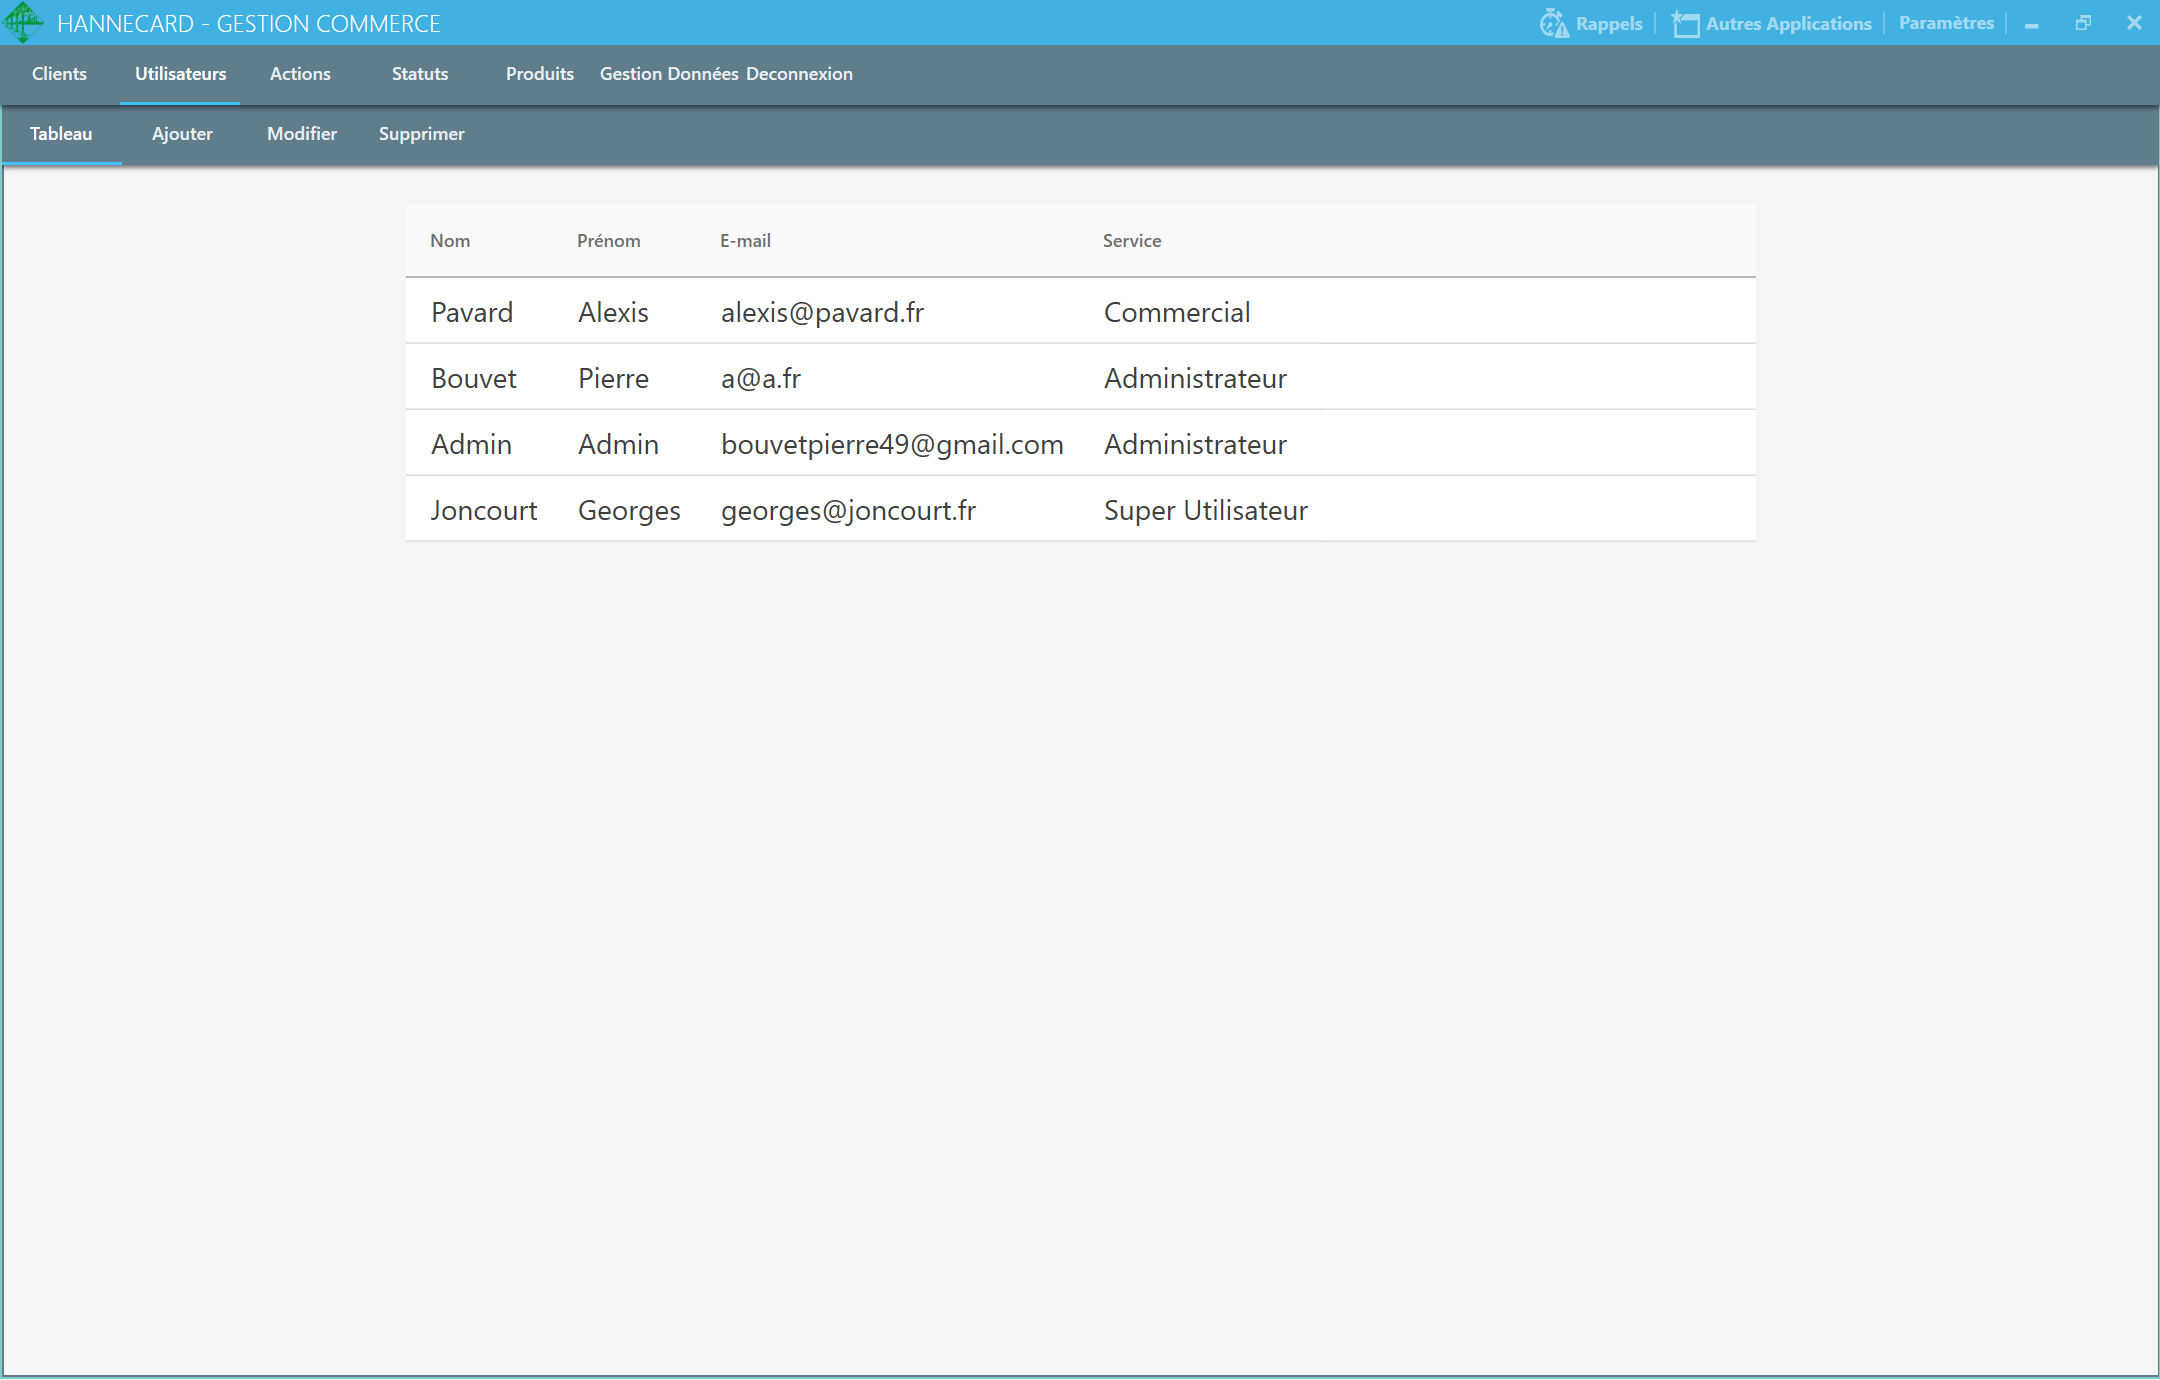 HANNECARD - GESTION COMMERCE Rappels Autres Applications Paramètres
Clients Utilisateurs Actions Statuts Produits Gestion Données Deconnexion
Tableau Ajouter Modifier Supprimer
Nom Prénom E-mail Service
Pavard Alexis alexis@pavard.fr Commercial
Bouvet Pierre a@a.fr Administrateur
Admin Admin bouvetpierre49@gmail.com Administrateur
Joncourt Georges georges@joncourt.fr Super Utilisateur